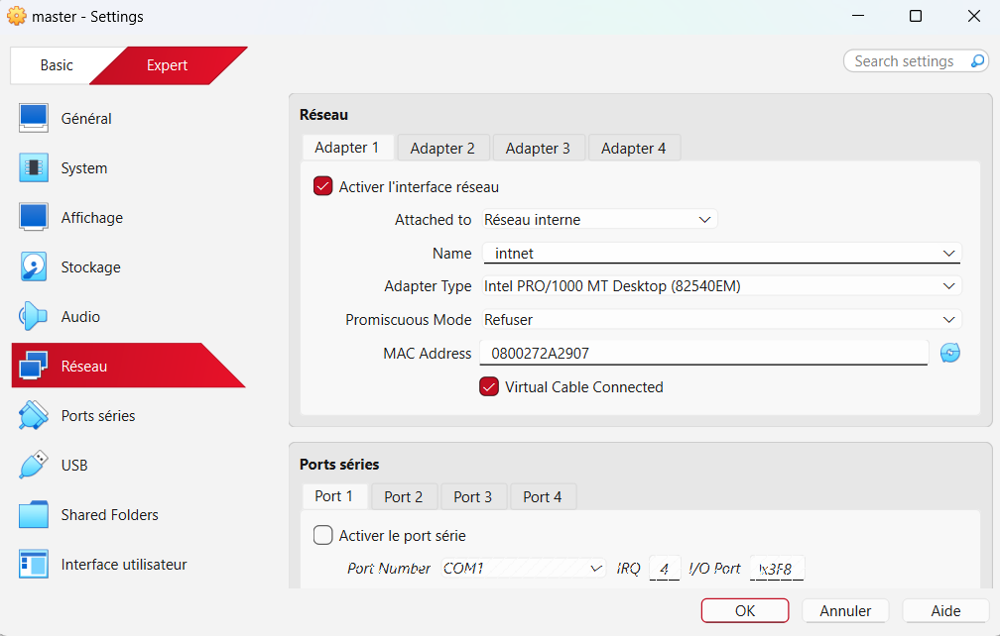 master - Settings
Basic
Expert
Search settings
Général
System
Affichage
Stockage
Audio
Réseau
Ports séries
USB
Shared Folders
Interface utilisateur
Réseau
Adapter 1 Adapter 2 Adapter 3 Adapter 4
Activer l'interface réseau
Attached to Réseau interne
Name intnet
Adapter Type Intel PRO/1000 MT Desktop (82540EM)
Promiscuous Mode Refuser
MAC Address 0800272A2907
Virtual Cable Connected
Ports séries
Port 1 Port 2 Port 3 Port 4
Activer le port série
Port Number COM1 IRQ 4 I/O Port 0x3F8
OK Annuler Aide